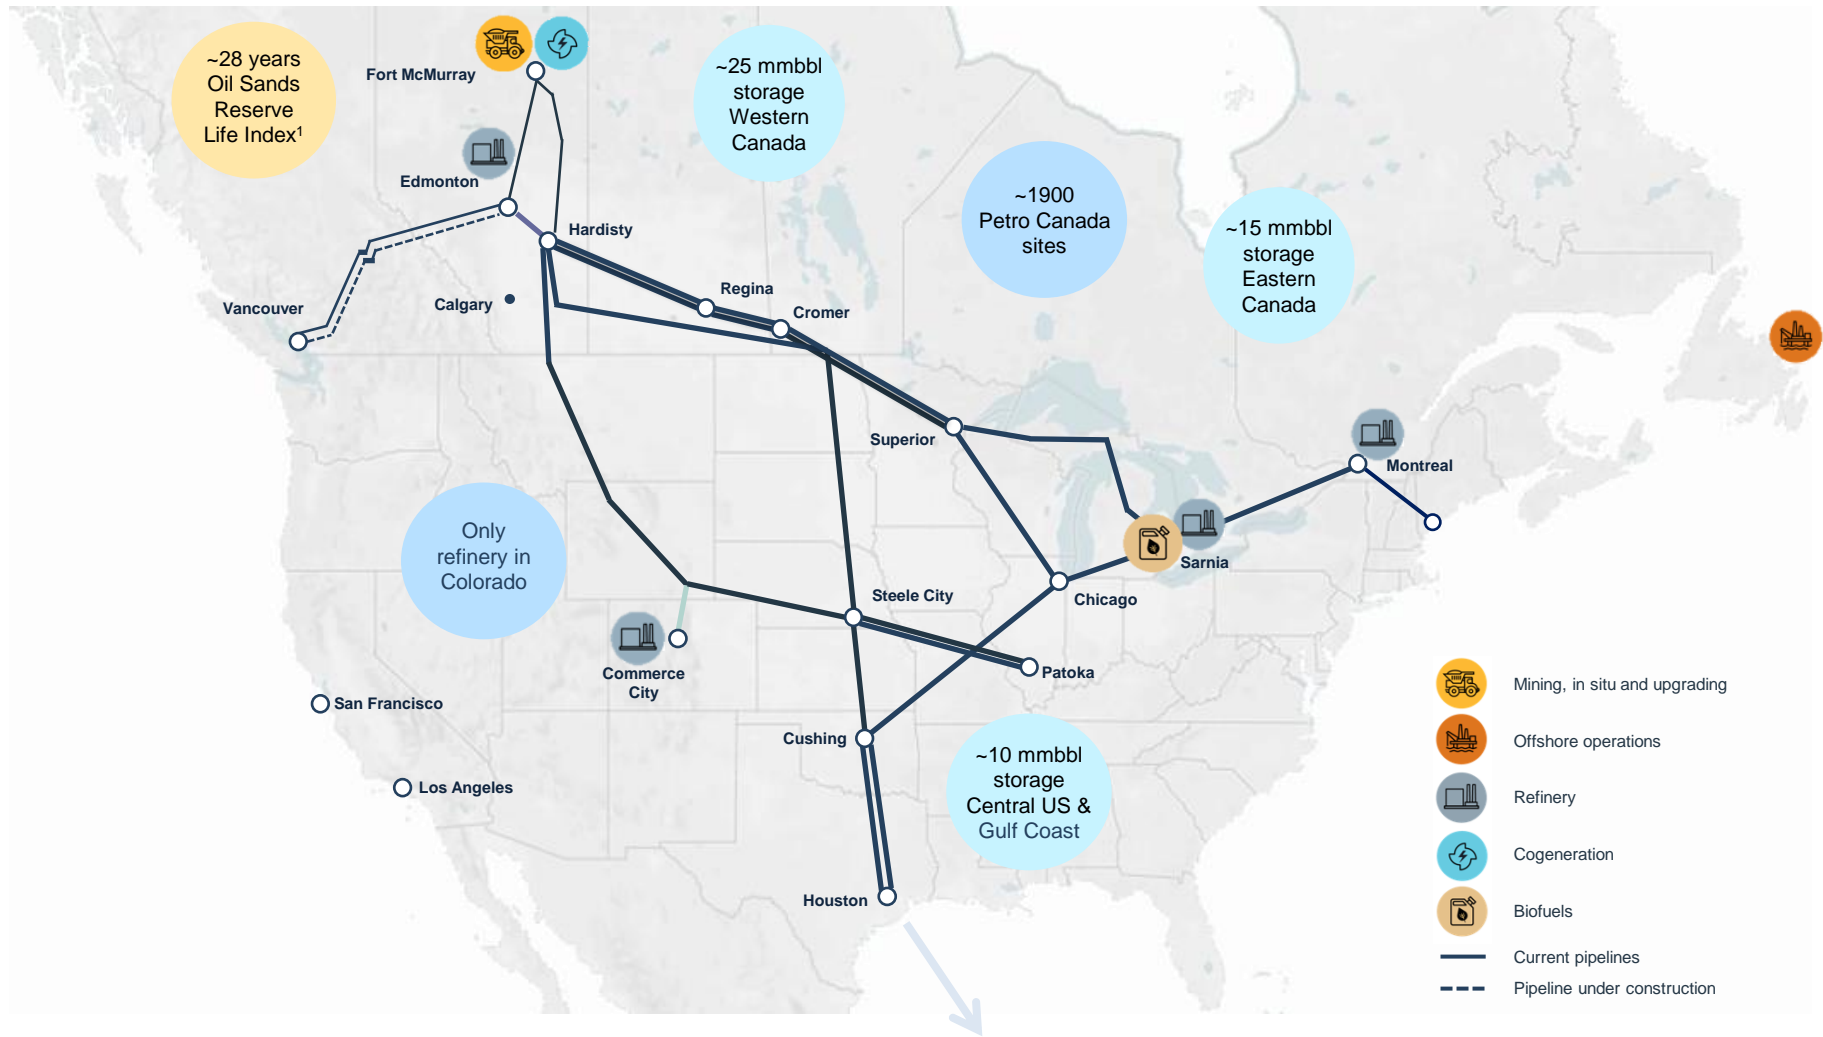 ~28 years
Oil Sands
Reserve
Life Index¹
Fort McMurray
~25 mmbbl
storage
Western
Canada
Edmonton
~1900
Petro Canada
sites
~15 mmbbl
storage
Eastern
Canada
Hardisty
Regina
Cromer
Calgary
Vancouver
Superior
Montreal
Only
refinery in
Colorado
Sarnia
Steele City
Chicago
Commerce
City
Patoka
San Francisco
Cushing
Los Angeles
~10 mmbbl
storage
Central US &
Gulf Coast
Houston
Mining, in situ and upgrading
Offshore operations
Refinery
Cogeneration
Biofuels
Current pipelines
Pipeline under construction